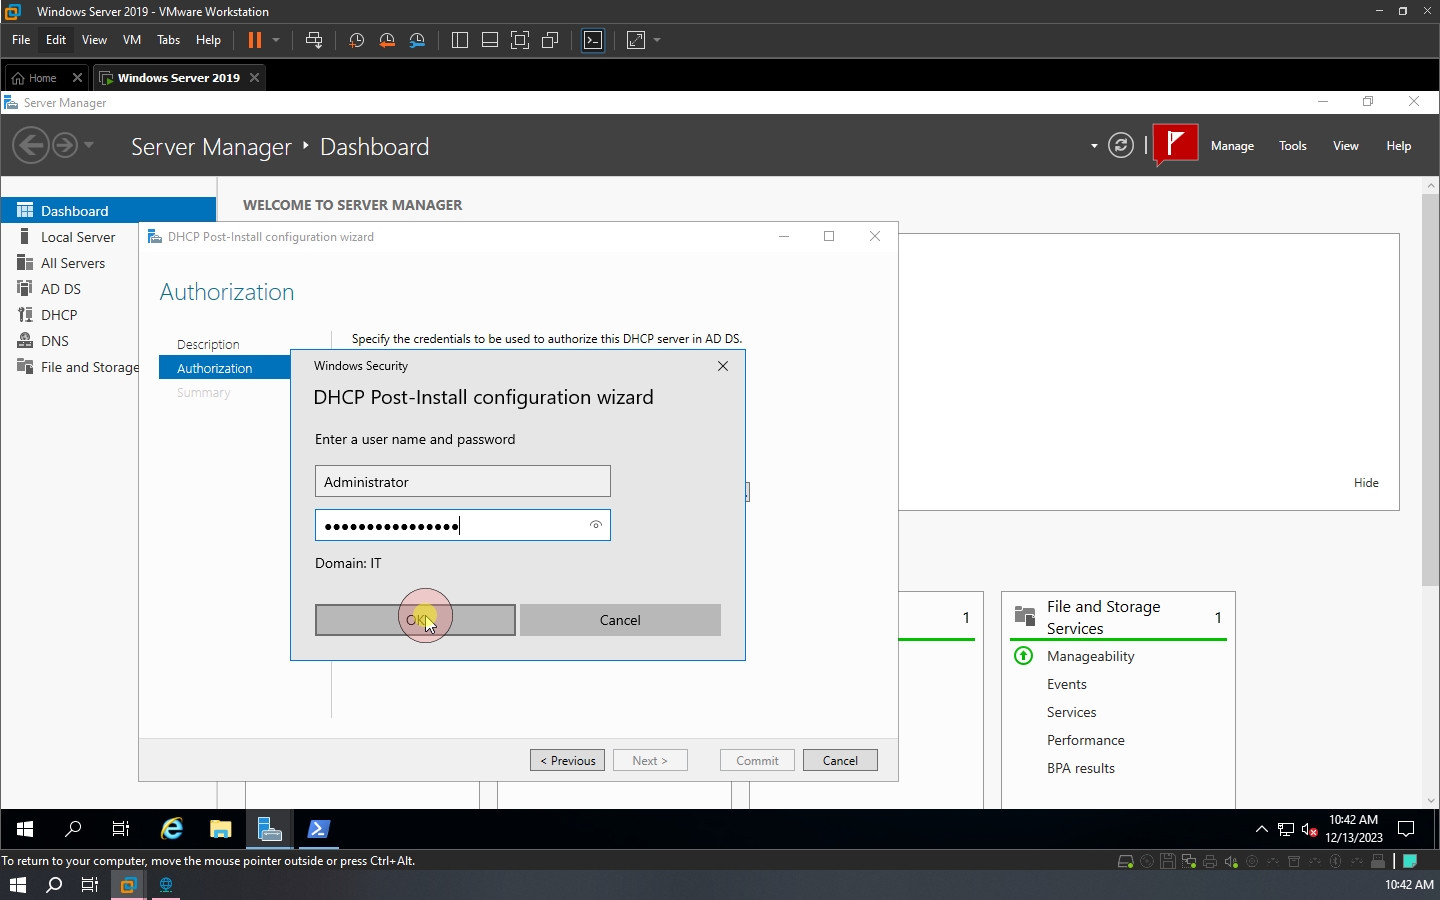 Windows Server 2019 - VMware Workstation
File Edit View VM Tabs Help
Home Windows Server 2019
Server Manager
Server Manager Dashboard
Manage Tools View Help
Dashboard
Local Server
All Servers
AD DS
DHCP
DNS
File and Storage
WELCOME TO SERVER MANAGER
Hide
DHCP Post-Install configuration wizard
Authorization
Description
Authorization
Summary
Specify the credentials to be used to authorize this DHCP server in AD DS.
Windows Security
DHCP Post-Install configuration wizard
Enter a user name and password
Administrator
Domain: IT
OK Cancel
< Previous Next > Commit Cancel
1
File and Storage Services 1
Manageability
Events
Services
Performance
BPA results
10:42 AM
12/13/2023
To return to your computer, move the mouse pointer outside or press Ctrl+Alt.
10:42 AM